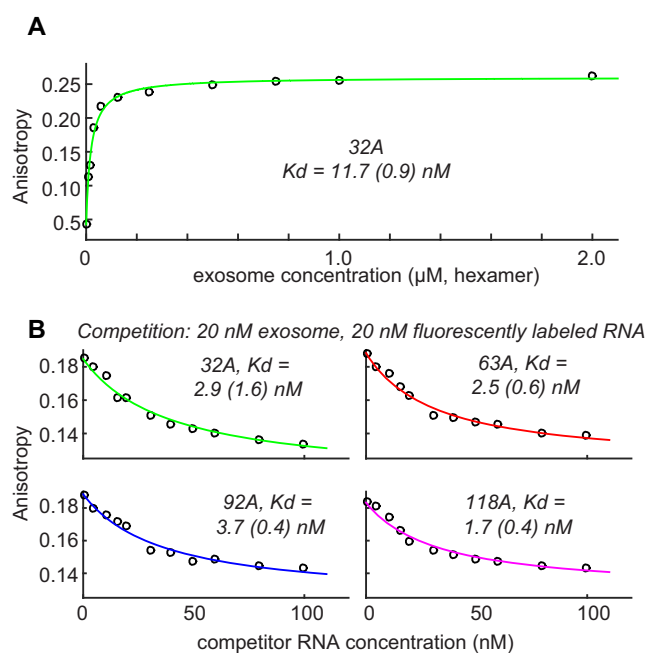 A
Anisotropy
0.25
0.20
0.15
0.10
0.5
32A
Kd = 11.7 (0.9) nM
0
1.0
2.0
exosome concentration (µM, hexamer)
B
Competition: 20 nM exosome, 20 nM fluorescently labeled RNA
Anisotropy
0.18
0.16
0.14
32A, Kd =
2.9 (1.6) nM
63A, Kd =
2.5 (0.6) nM
0.18
0.16
0.14
92A, Kd =
3.7 (0.4) nM
118A, Kd =
1.7 (0.4) nM
0
50
100
0
50
100
competitor RNA concentration (nM)